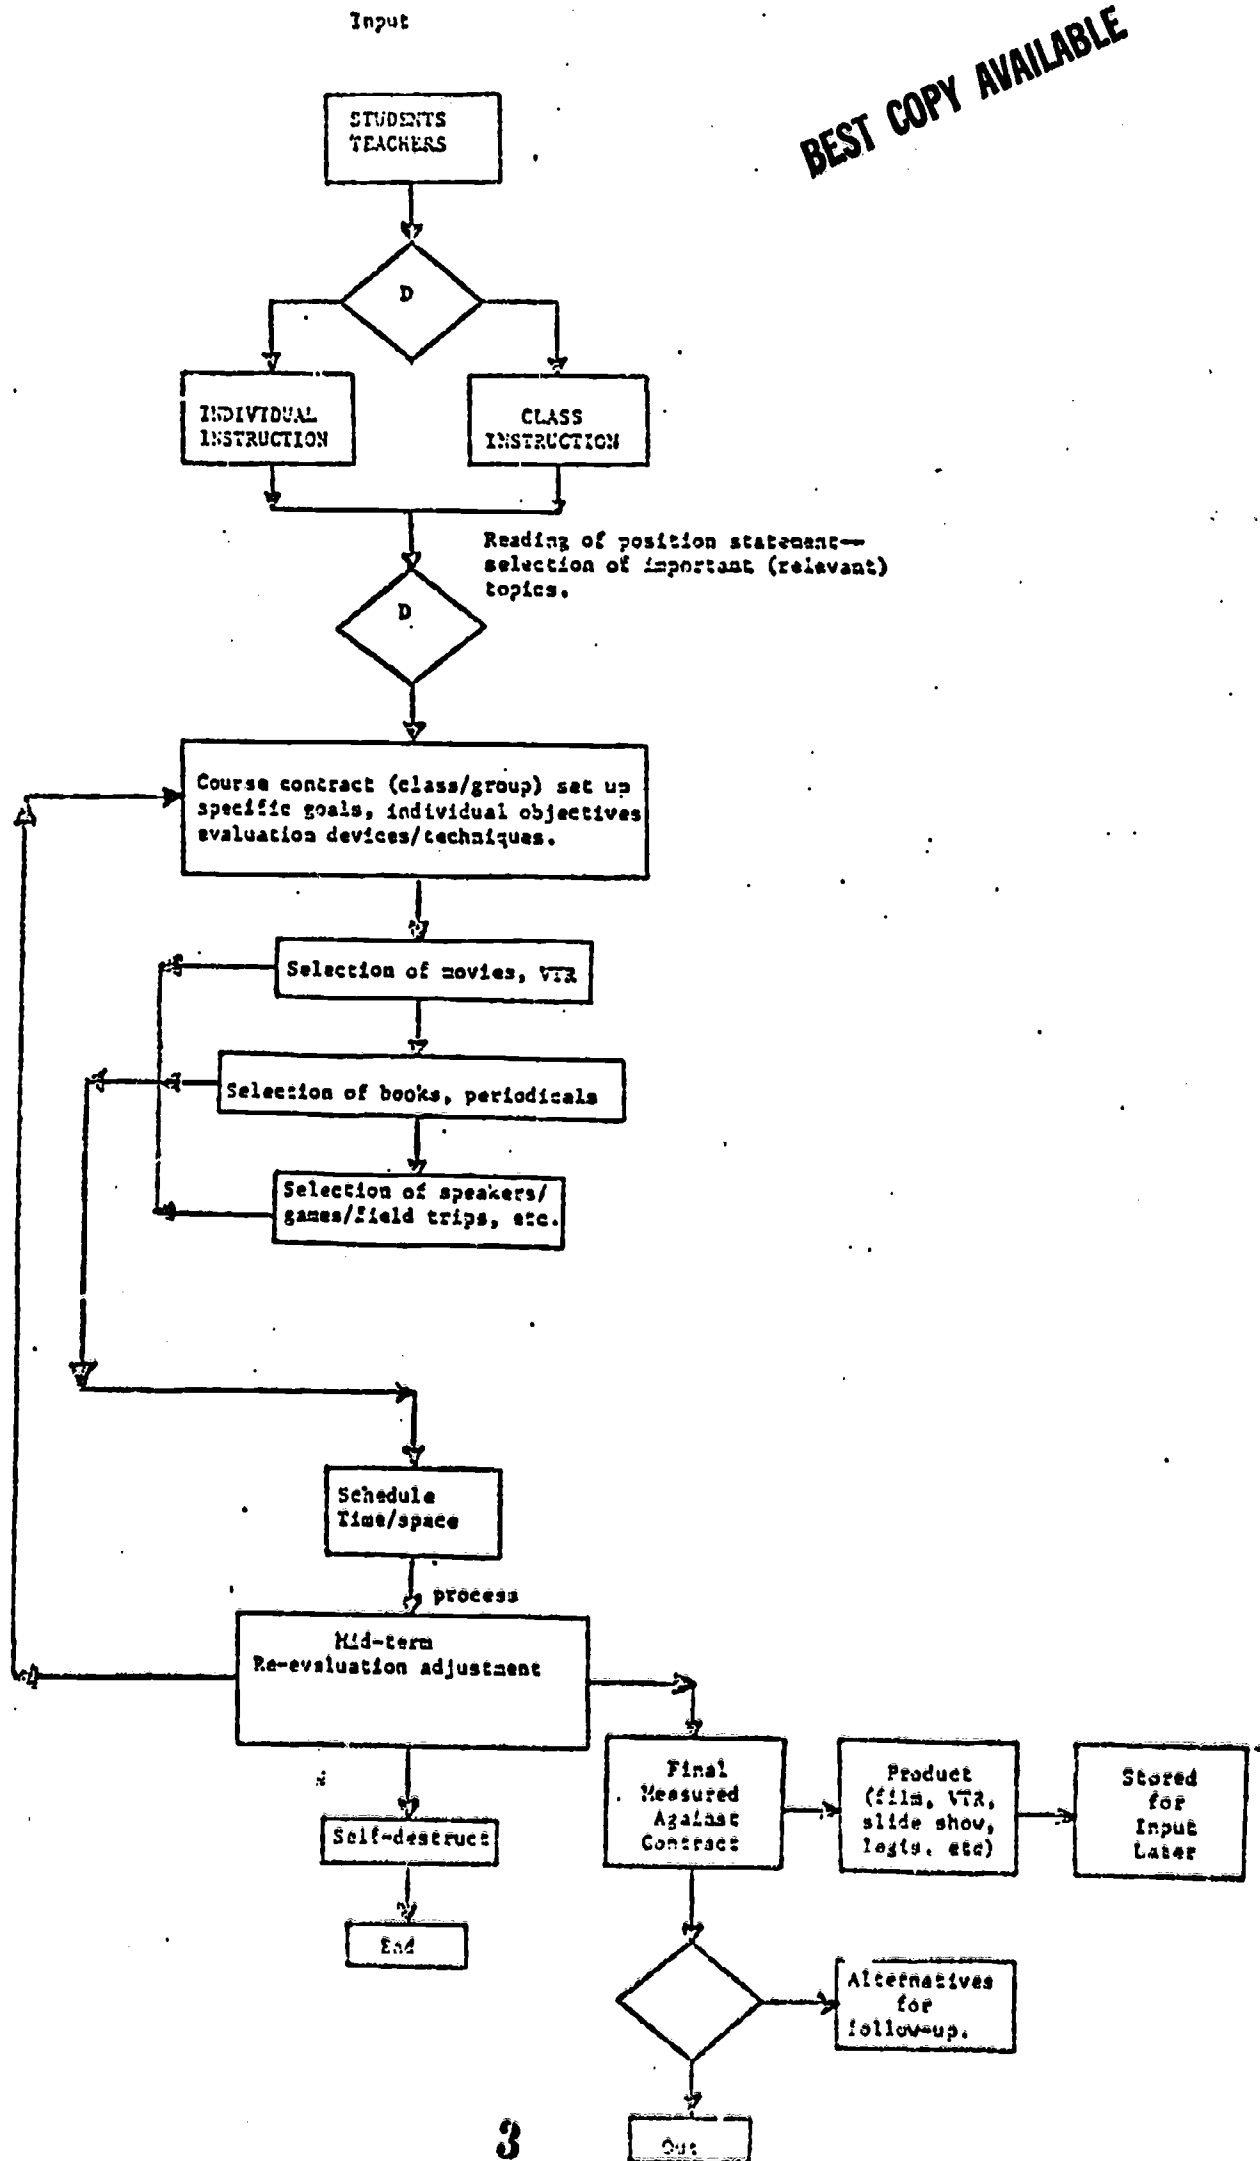 Input
BEST COPY AVAILABLE
STUDENTS
TEACHERS
D
INDIVIDUAL
INSTRUCTION
CLASS
INSTRUCTION
Reading of position statement—
selection of important (relevant)
topics.
D
Course contract (class/group) set up
specific goals, individual objectives
evaluation devices/techniques.
Selection of movies, VTR
Selection of books, periodicals
Selection of speakers/
games/field trips, etc.
Schedule
Time/space
process
Mid-term
Re-evaluation adjustment
Final
Measured
Against
Contract
Product
(film, VTR,
slide show,
legis. etc)
Stored
for
Input
Later
Self-destruct
End
Alternatives
for
follow-up.
Out
3